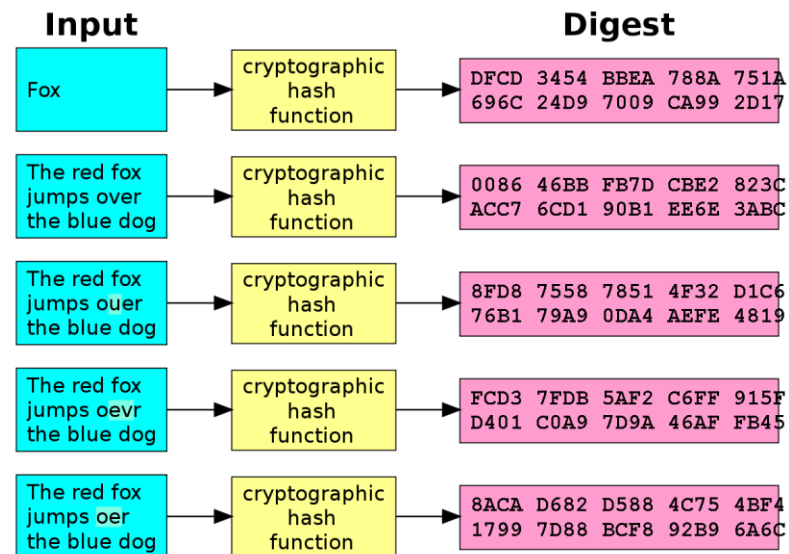 Input
Digest
Fox
cryptographic
hash
function
DFCD 3454 BBEA 788A 751A
696C 24D9 7009 CA99 2D17
The red fox
jumps over
the blue dog
cryptographic
hash
function
0086 46BB FB7D CBE2 823C
ACC7 6CD1 90B1 EE6E 3ABC
The red fox
jumps ouer
the blue dog
cryptographic
hash
function
8FD8 7558 7851 4F32 D1C6
76B1 79A9 0DA4 AEFE 4819
The red fox
jumps oevr
the blue dog
cryptographic
hash
function
FCD3 7FDB 5AF2 C6FF 915F
D401 C0A9 7D9A 46AF FB45
The red fox
jumps oer
the blue dog
cryptographic
hash
function
8ACA D682 D588 4C75 4BF4
1799 7D88 BCF8 92B9 6A6C